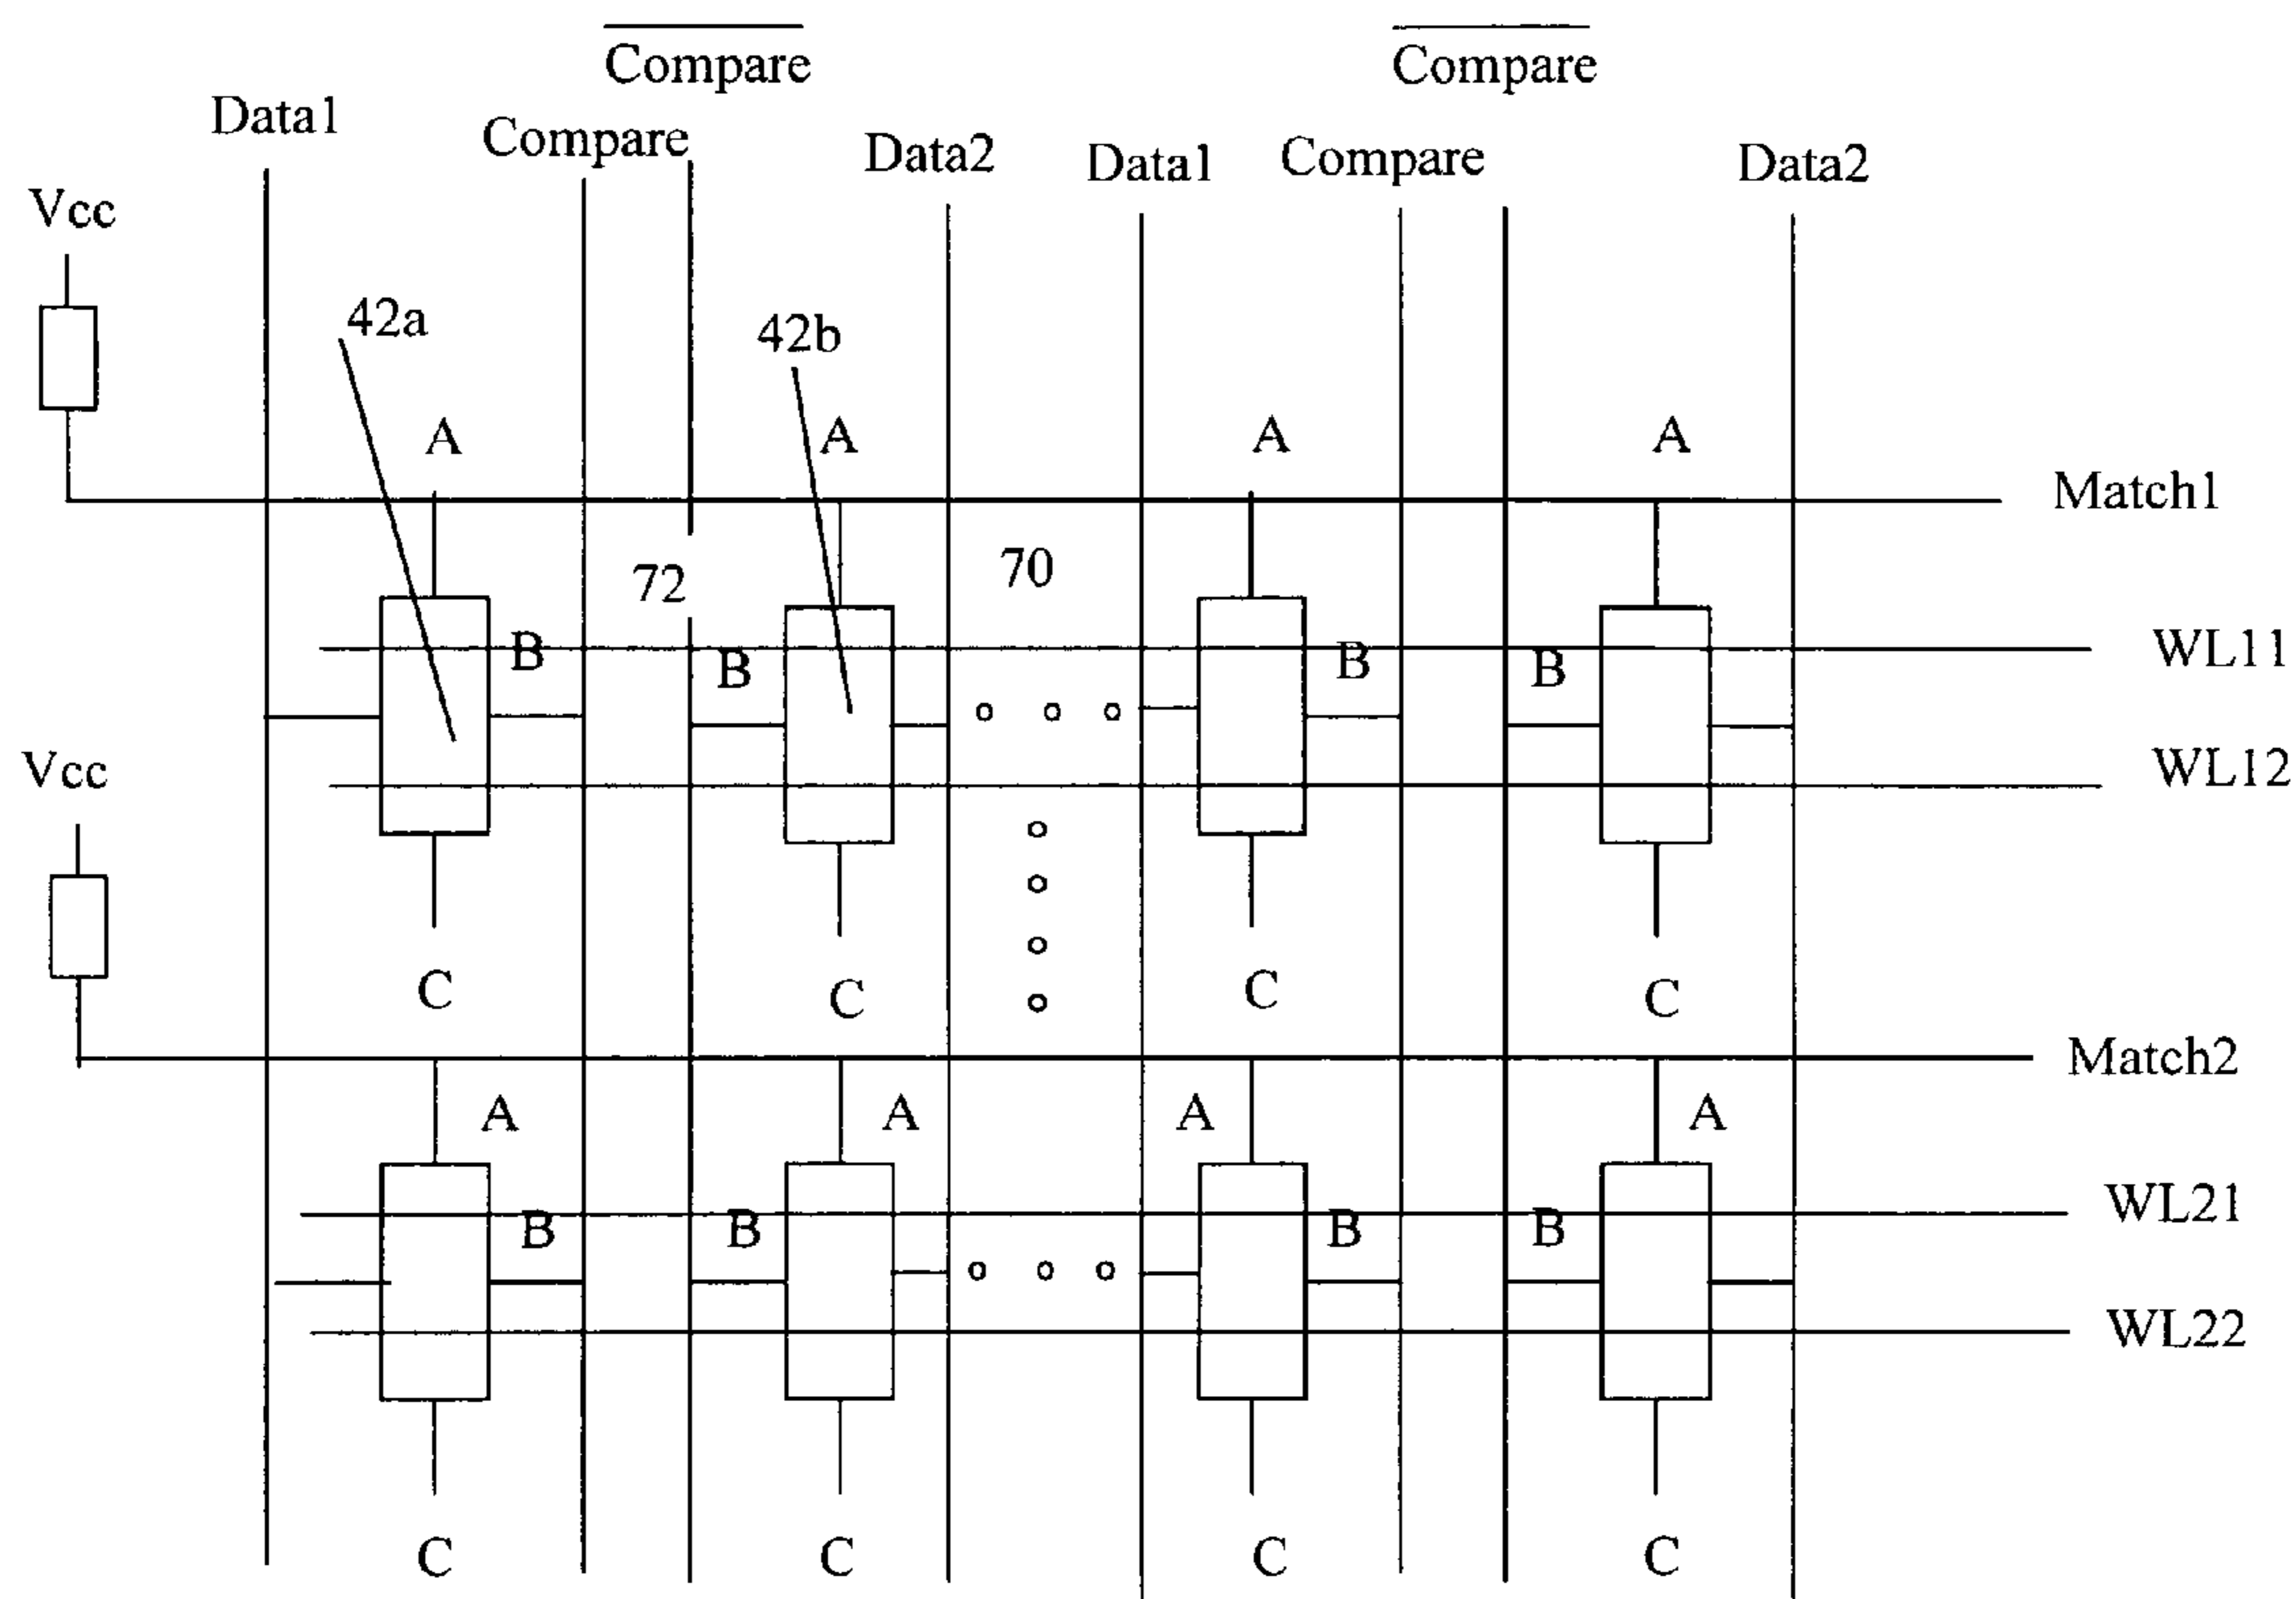 Compare Compare
Data1 Compare Data2 Data1 Compare Data2
Vcc
42a 42b
A A A A
Match1
72 70
B B B B WL11
Vcc WL12
C C C C
Match2
A A A A
B B B B WL21
WL22
C C C C